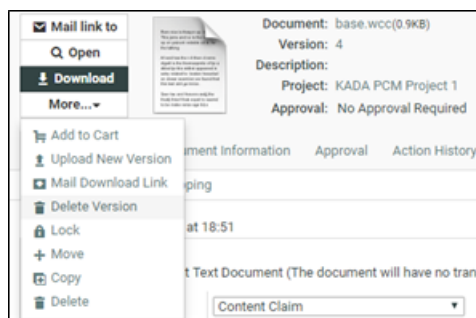 Mail link to
Open
Download
More...
Document: base.wcc(0.9KB)
Version: 4
Description:
Project: KADA PCM Project 1
Approval: No Approval Required
Add to Cart
Upload New Version
Mail Download Link
Delete Version
Lock
Move
Copy
Delete
ment Information Approval Action History
ping
at 18:51
t Text Document (The document will have no tran
Content Claim